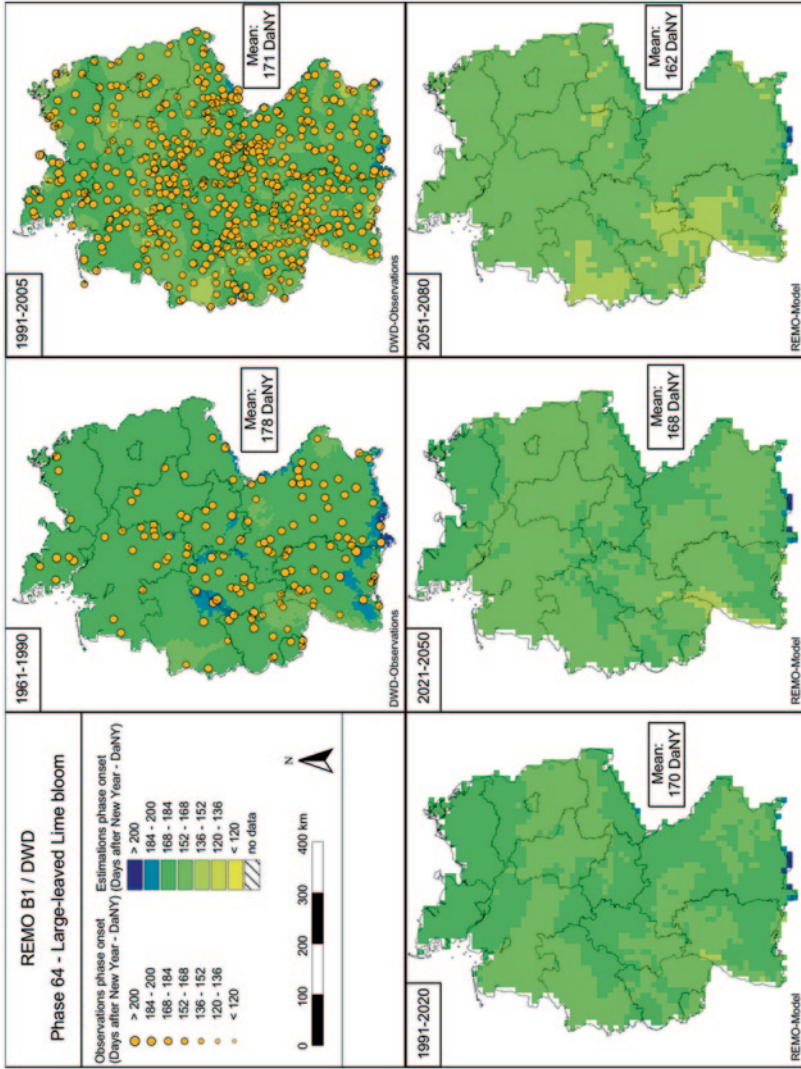 REMO B1 / DWD
Phase 64 - Large-leaved Lime bloom
Observations phase onset
(Days after New Year - DaNY)
> 200
184 - 200
168 - 184
152 - 168
136 - 152
120 - 136
< 120
Estimations phase onset
(Days after New Year - DaNY)
> 200
184 - 200
168 - 184
152 - 168
136 - 152
120 - 136
< 120
no data
0 100 200 300 400 km
N
1961-1990
Mean:
178 DaNY
DWD-Observations
1991-2005
Mean:
171 DaNY
DWD-Observations
1991-2020
Mean:
170 DaNY
REMO-Model
2021-2050
Mean:
168 DaNY
REMO-Model
2051-2080
Mean:
162 DaNY
REMO-Model